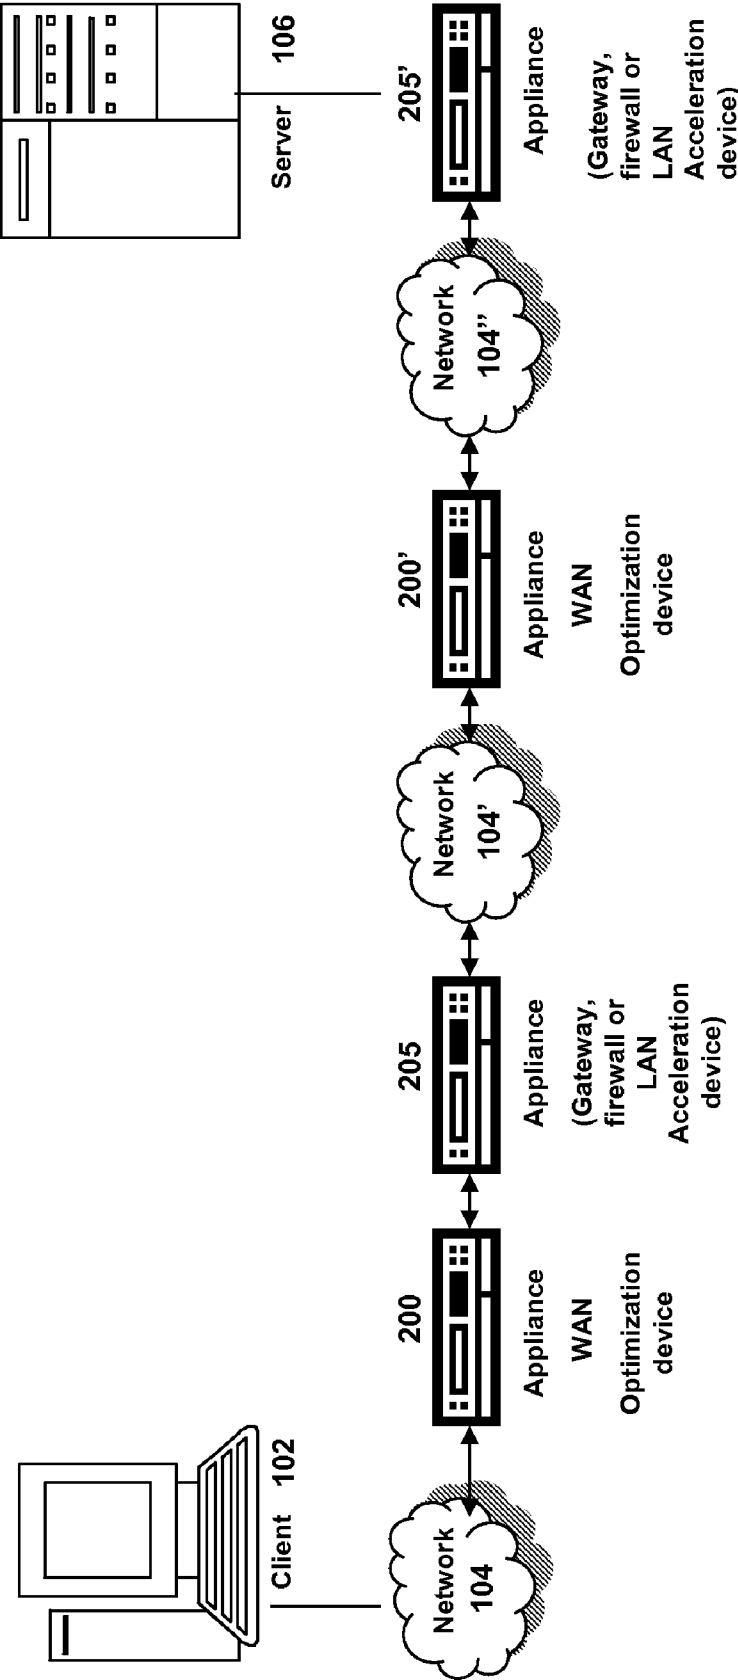 Client 102
Server 106
Network
104
200
Appliance
WAN
Optimization
device
205
Appliance
(Gateway,
firewall or
LAN
Acceleration
device)
Network
104'
200'
Appliance
WAN
Optimization
device
Network
104''
205'
Appliance
(Gateway,
firewall or
LAN
Acceleration
device)